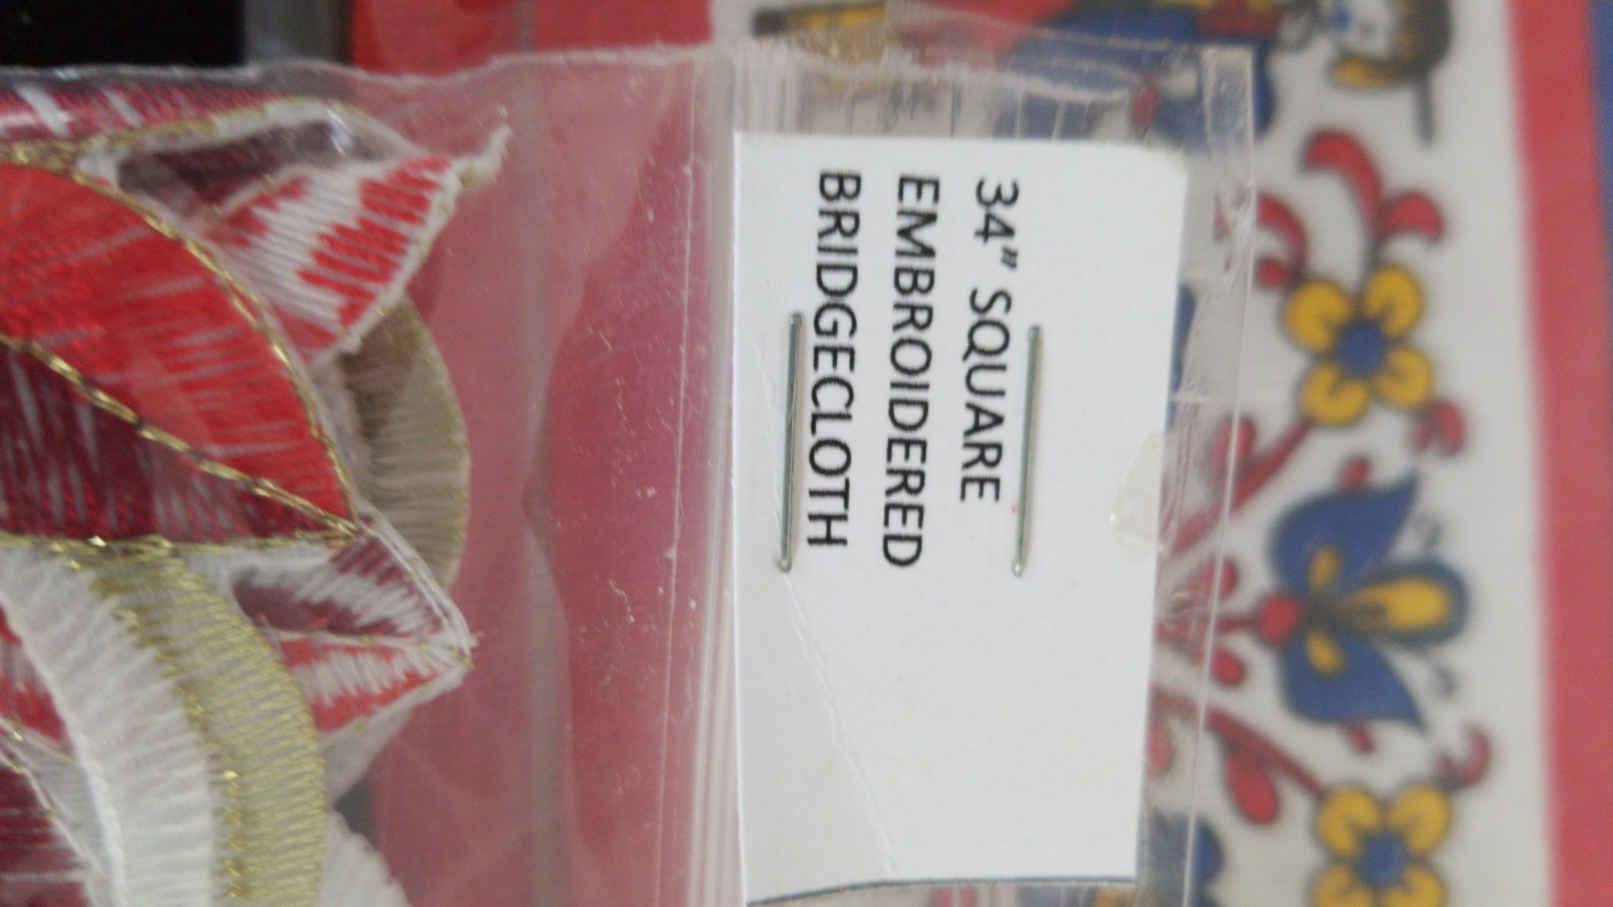 34” SQUARE
EMBROIDERED
BRIDGECLOTH